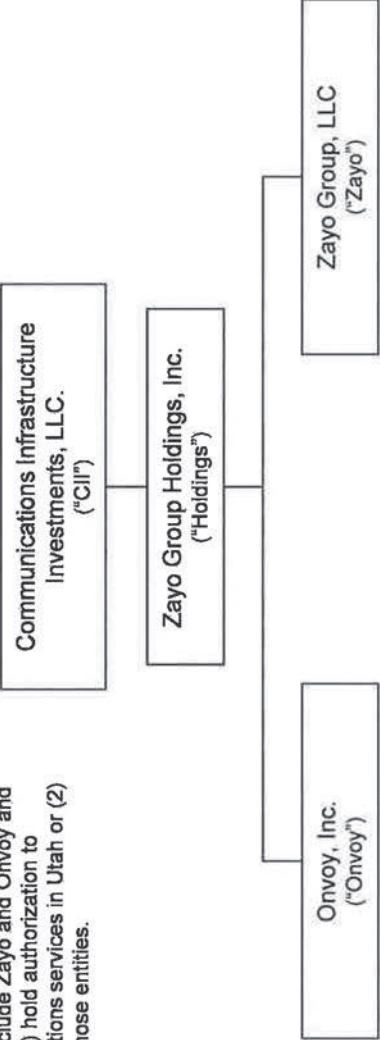 clude Zayo and Onvoy and
) hold authorization to
tions services in Utah or (2)
nose entities.
Communications Infrastructure
Investments, LLC.
("CII")
Zayo Group Holdings, Inc.
("Holdings")
Onvoy, Inc.
("Onvoy")
Zayo Group, LLC
("Zayo")